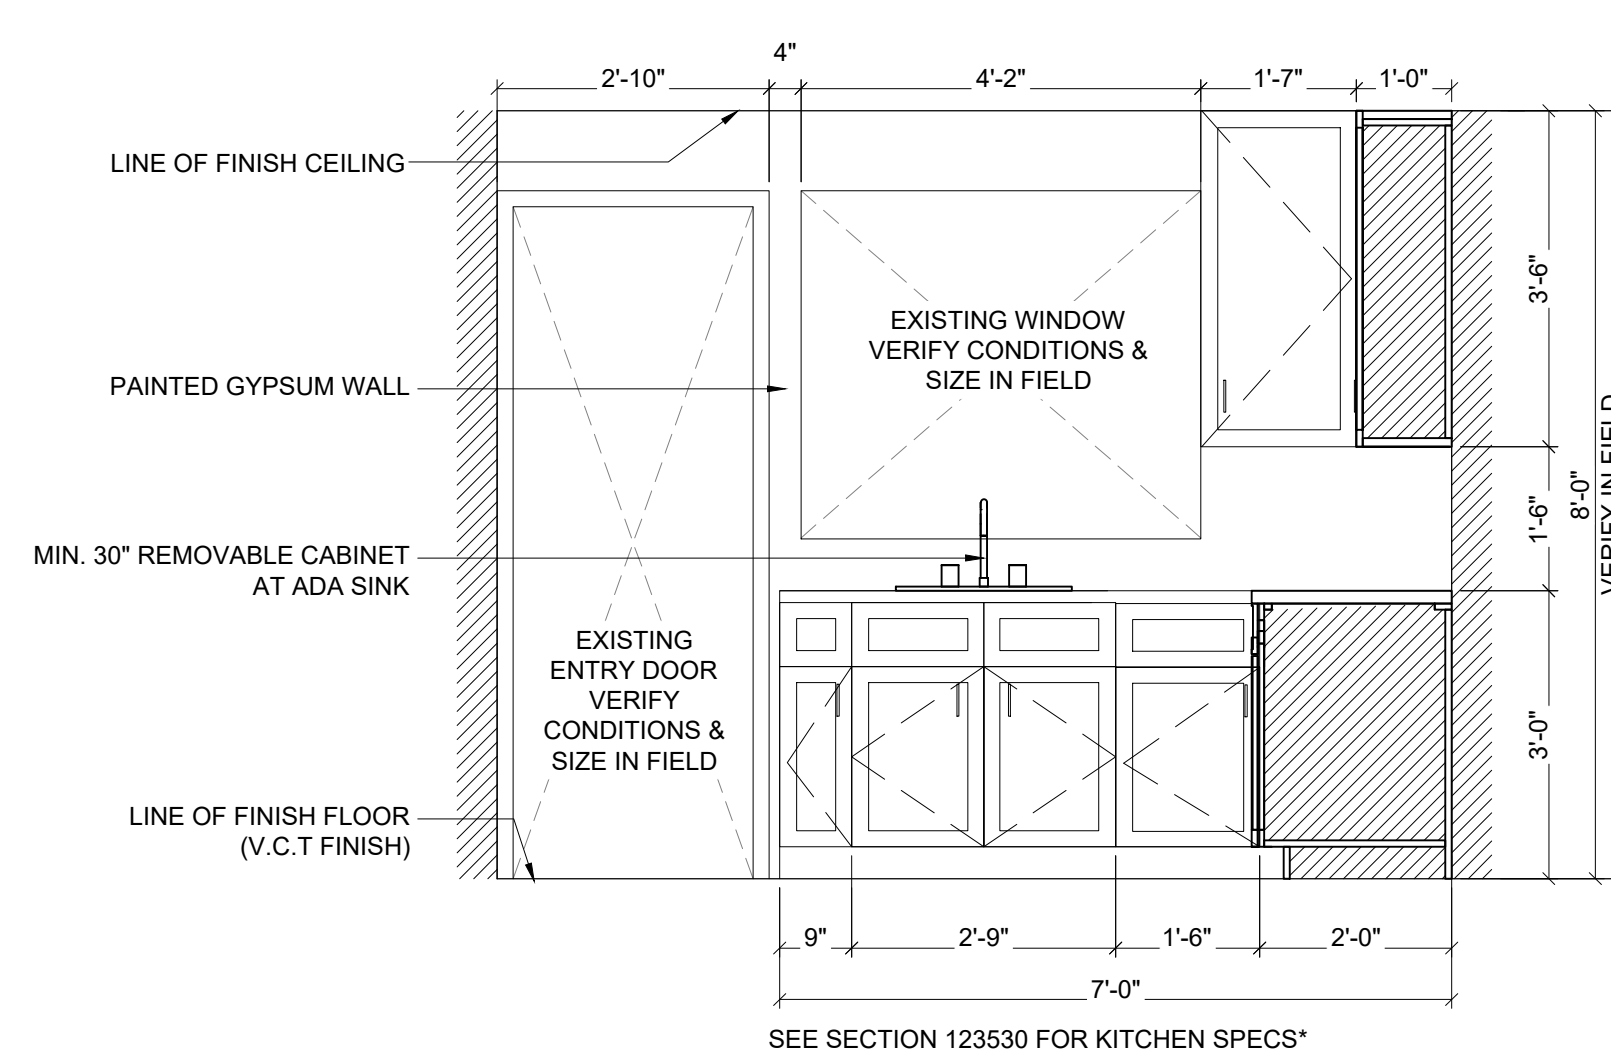 4"
2'-10"
4'-2"
1'-7"
1'-0"
LINE OF FINISH CEILING
PAINTED GYPSUM WALL
MIN. 30" REMOVABLE CABINET
AT ADA SINK
LINE OF FINISH FLOOR
(V.C.T FINISH)
EXISTING WINDOW
VERIFY CONDITIONS &
SIZE IN FIELD
EXISTING
ENTRY DOOR
VERIFY
CONDITIONS &
SIZE IN FIELD
3'-6"
1'-6"
3'-0"
8'-0"
VERIFY IN FIELD
9"
2'-9"
1'-6"
2'-0"
7'-0"
SEE SECTION 123530 FOR KITCHEN SPECS*